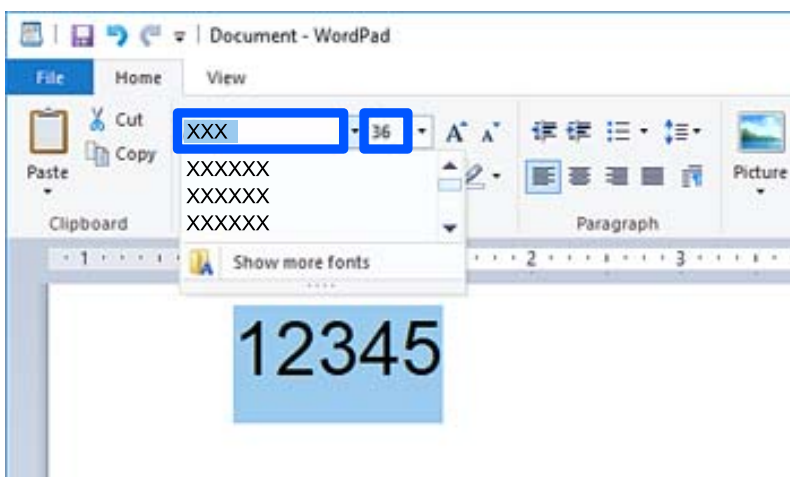 Document - WordPad
File Home View
Cut
Copy
Paste
Clipboard
XXX
36
A A
XXXXXX
XXXXXX
XXXXXX
Show more fonts
Paragraph
Picture
1 2 3
12345